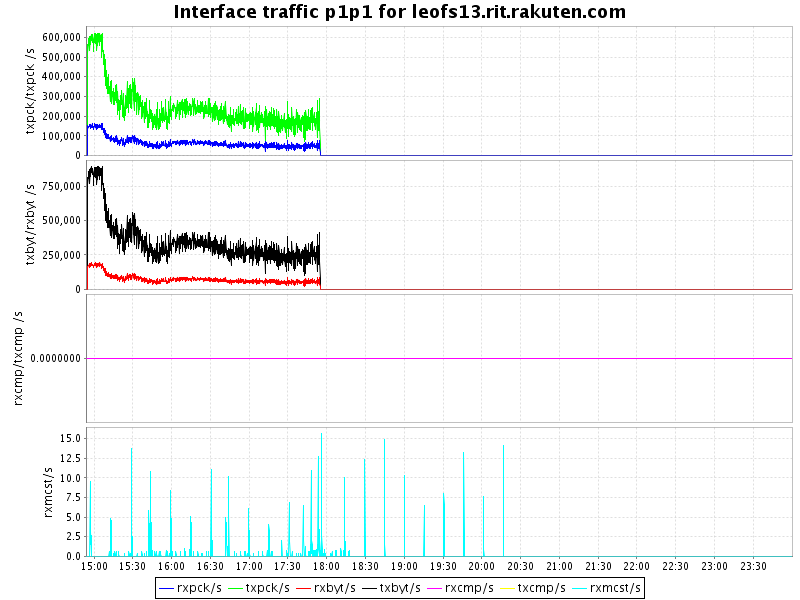 Interface traffic p1p1 for leofs13.rit.rakuten.com
txpck/txpck /s
600,000
500,000
400,000
300,000
200,000
100,000
0
txbyt/rxbyt /s
750,000
500,000
250,000
0
rxcmp/txcmp /s
0.0000000
rxmcst/s
15.0
12.5
10.0
7.5
5.0
2.5
0.0
15:00 15:30 16:00 16:30 17:00 17:30 18:00 18:30 19:00 19:30 20:00 20:30 21:00 21:30 22:00 22:30 23:00 23:30
rxpck/s txpck/s rxbyt/s txbyt/s rxcmp/s txcmp/s rxmcst/s